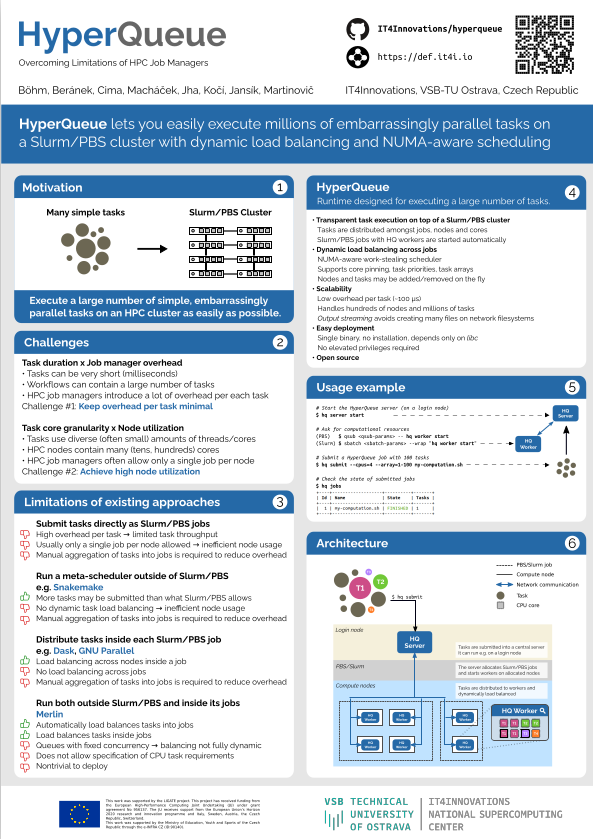 HyperQueue
Overcoming Limitations of HPC Job Managers
IT4Innovations/hyperqueue
https://def.it4i.io
Böhm, Beránek, Cima, Macháček, Jha, Koči, Jansík, Martinovič
IT4Innovations, VSB-TU Ostrava, Czech Republic
HyperQueue lets you easily execute millions of embarrassingly parallel tasks on
a Slurm/PBS cluster with dynamic load balancing and NUMA-aware scheduling
Motivation 1
Many simple tasks
Slurm/PBS Cluster
Execute a large number of simple, embarrassingly
parallel tasks on an HPC cluster as easily as possible.
Challenges 2
Task duration x Job manager overhead
• Tasks can be very short (milliseconds)
• Workflows can contain a large number of tasks
• HPC job managers introduce a lot of overhead per each task
Challenge #1: Keep overhead per task minimal
Task core granularity x Node utilization
• Tasks use diverse (often small) amounts of threads/cores
• HPC nodes contain many (tens, hundreds) cores
• HPC job managers often allow only a single job per node
Challenge #2: Achieve high node utilization
Limitations of existing approaches 3
Submit tasks directly as Slurm/PBS jobs
High overhead per task → limited task throughput
Usually only a single job per node allowed → inefficient node usage
Manual aggregation of tasks into jobs is required to reduce overhead
Run a meta-scheduler outside of Slurm/PBS
e.g. Snakemake
More tasks may be submitted than what Slurm/PBS allows
No dynamic task load balancing → inefficient node usage
Manual aggregation of tasks into jobs is required to reduce overhead
Distribute tasks inside each Slurm/PBS job
e.g. Dask, GNU Parallel
Load balancing across nodes inside a job
No load balancing across jobs
Manual aggregation of tasks into jobs is required to reduce overhead
Run both outside Slurm/PBS and inside its jobs
Merlin
Automatically load balances tasks into jobs
Load balances tasks inside jobs
Queues with fixed concurrency → balancing not fully dynamic
Does not allow specification of CPU task requirements
Nontrivial to deploy
HyperQueue 4
Runtime designed for executing a large number of tasks.
• Transparent task execution on top of a Slurm/PBS cluster
Tasks are distributed amongst jobs, nodes and cores
Slurm/PBS jobs with HQ workers are started automatically
• Dynamic load balancing across jobs
NUMA-aware work-stealing scheduler
Supports core pinning, task priorities, task arrays
Nodes and tasks may be added/removed on the fly
• Scalability
Low overhead per task (~100 µs)
Handles hundreds of nodes and millions of tasks
Output streaming avoids creating many files on network filesystems
• Easy deployment
Single binary, no installation, depends only on libc
No elevated privileges required
• Open source
Usage example 5
# Start the HyperQueue server (on a login node)
$ hq server start
# Ask for computational resources
(PBS) $ qsub <qsub-params> -- hq worker start
(Slurm) $ sbatch <sbatch-params> --wrap "hq worker start"
# Submit a HyperQueue job with 100 tasks
$ hq submit --cpus=4 --array=1-100 my-computation.sh
# Check the state of submitted jobs
$ hq jobs
| Id | Name | State | Tasks |
| 1 | my-computation.sh | FINISHED | 1 |
HQ
Server
HQ
Worker
Architecture 6
PBS/Slurm job
Compute node
Network communication
Task
CPU core
T1
T2
$ hq submit
Login node
HQ
Server
Tasks are submitted into a central server
it can run e.g. on a login node
PBS/Slurm
The server allocates Slurm/PBS jobs
and starts workers on allocated nodes
Compute nodes
Tasks are distributed to workers and
dynamically load balanced
HQ Worker
HQ
Worker
HQ
Worker
HQ
Worker
HQ
Worker
HQ
Worker
HQ
Worker
This work was supported by the LIGATE project. This project has received funding from
the European High-Performance Computing Joint Undertaking (JU) under grant
agreement No 956137. The JU receives support from the European Union's Horizon
2020 research and innovation programme and Italy, Sweden, Austria, the Czech
Republic, Switzerland.
This work was supported by the Ministry of Education, Youth and Sports of the Czech
Republic through the e-INFRA CZ (ID:90140).
VSB TECHNICAL
UNIVERSITY
OF OSTRAVA
IT4INNOVATIONS
NATIONAL SUPERCOMPUTING
CENTER